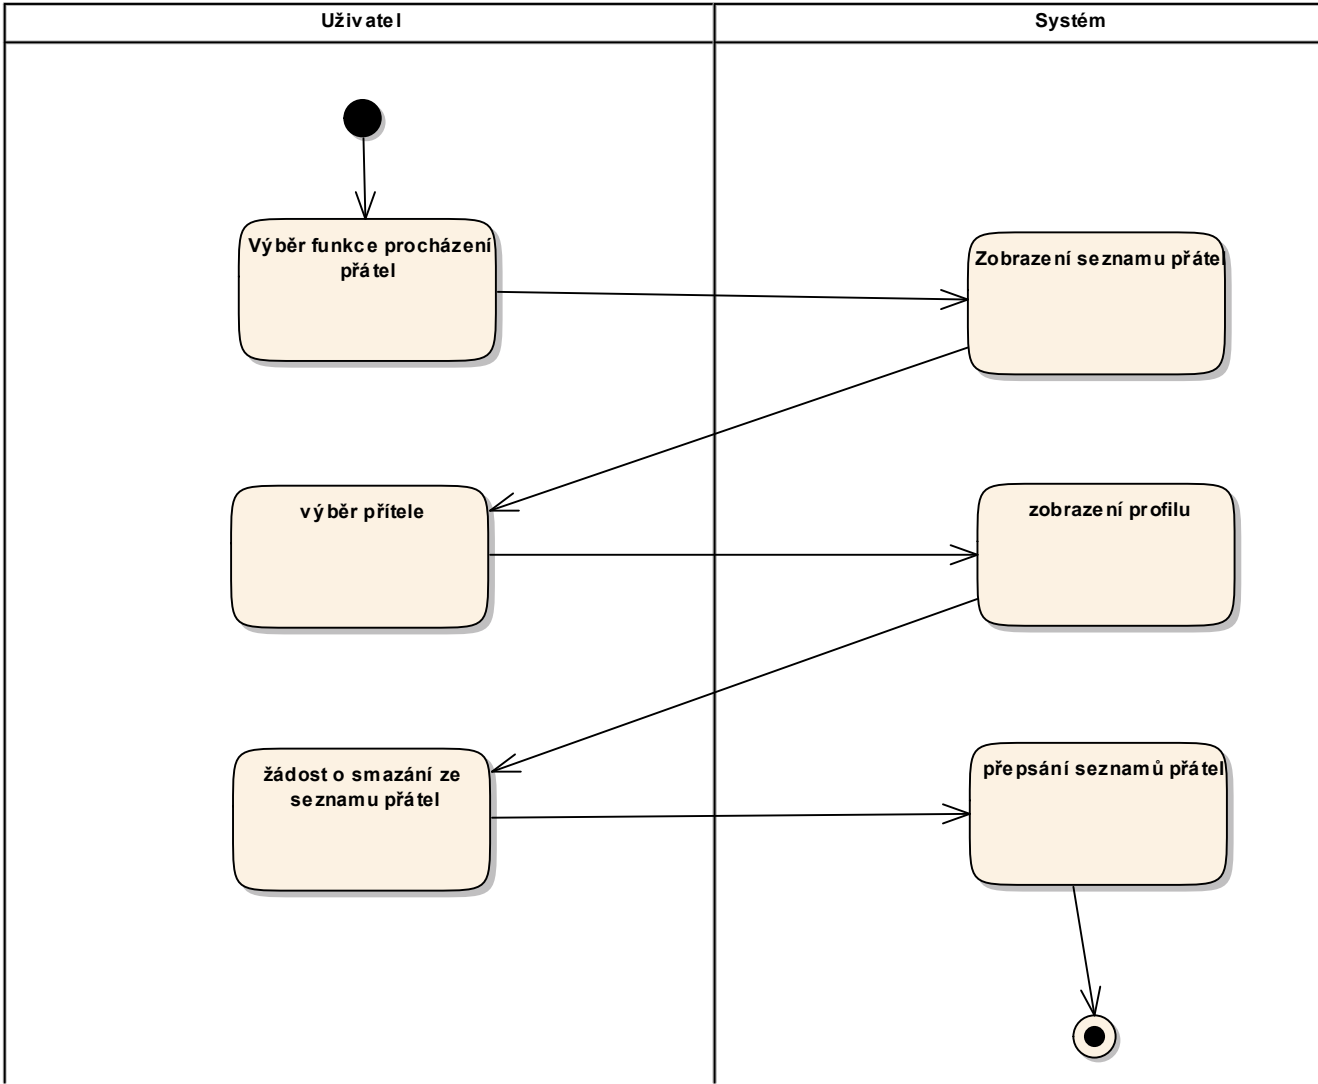 Uživatel
Systém
Výběr funkce procházení
přátel
Zobrazení seznamu přátel
výběr přítele
zobrazení profilu
žádost o smazání ze
seznamu přátel
přepsání seznamů přátel